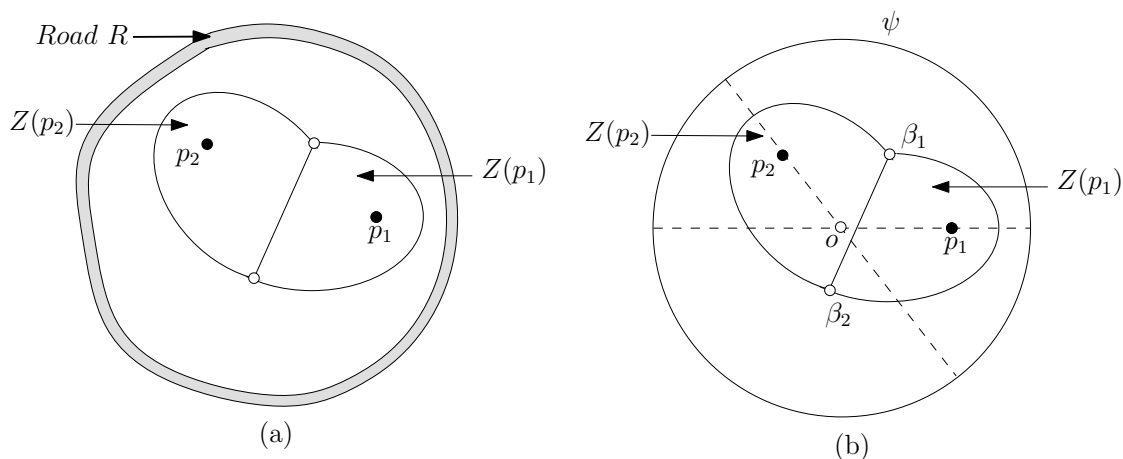 Road R
Z(p₂)
p₂
Z(p₁)
p₁
(a)
ψ
Z(p₂)
β₁
p₂
Z(p₁)
o
p₁
β₂
(b)